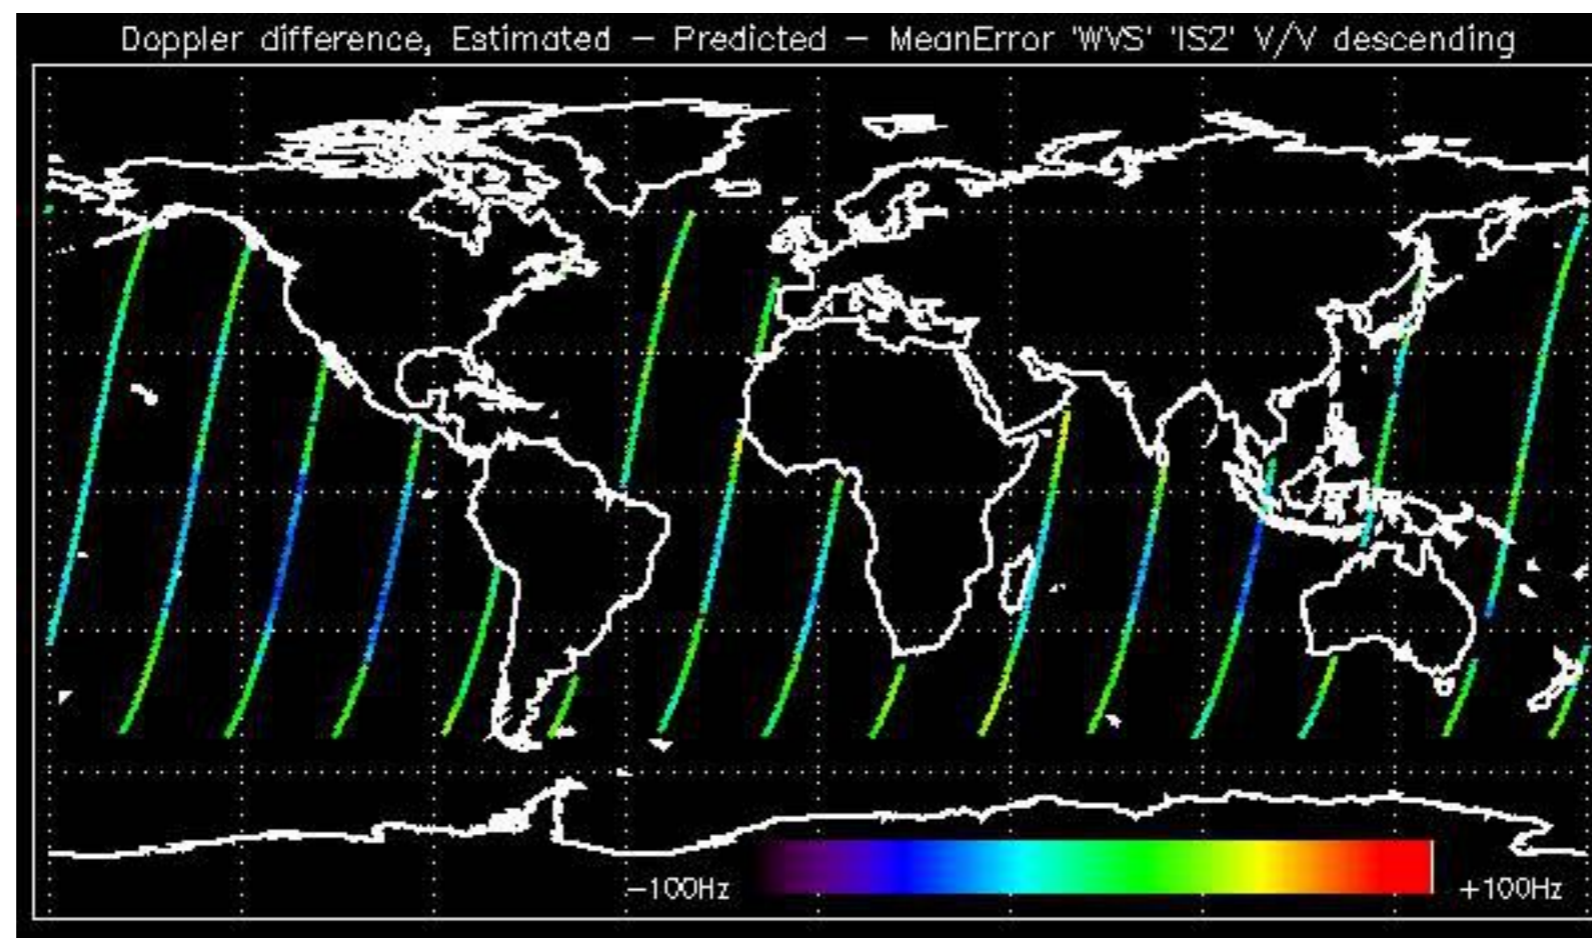 Doppler difference, Estimated – Predicted – MeanError 'WVS' 'IS2' V/V descending
–100Hz
+100Hz